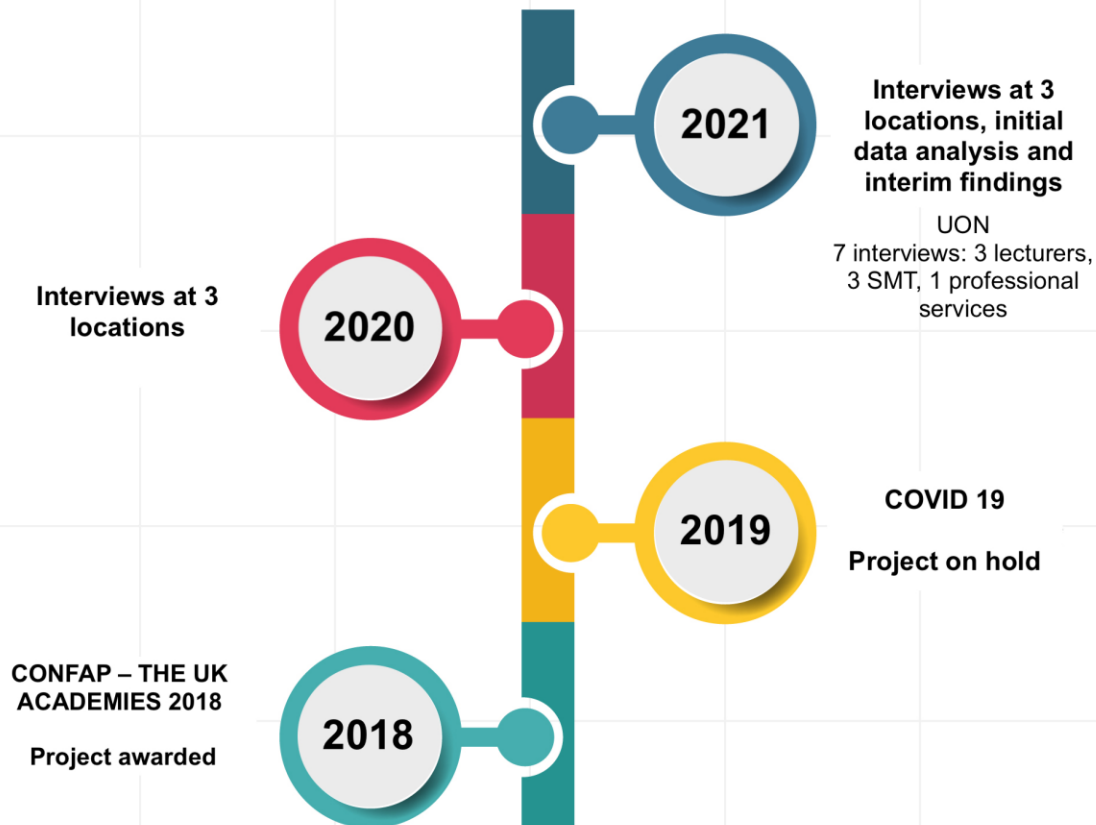 2021
Interviews at 3
locations, initial
data analysis and
interim findings
UON
7 interviews: 3 lecturers,
3 SMT, 1 professional
services
Interviews at 3
locations
2020
2019
COVID 19
Project on hold
CONFAP – THE UK
ACADEMIES 2018
Project awarded
2018